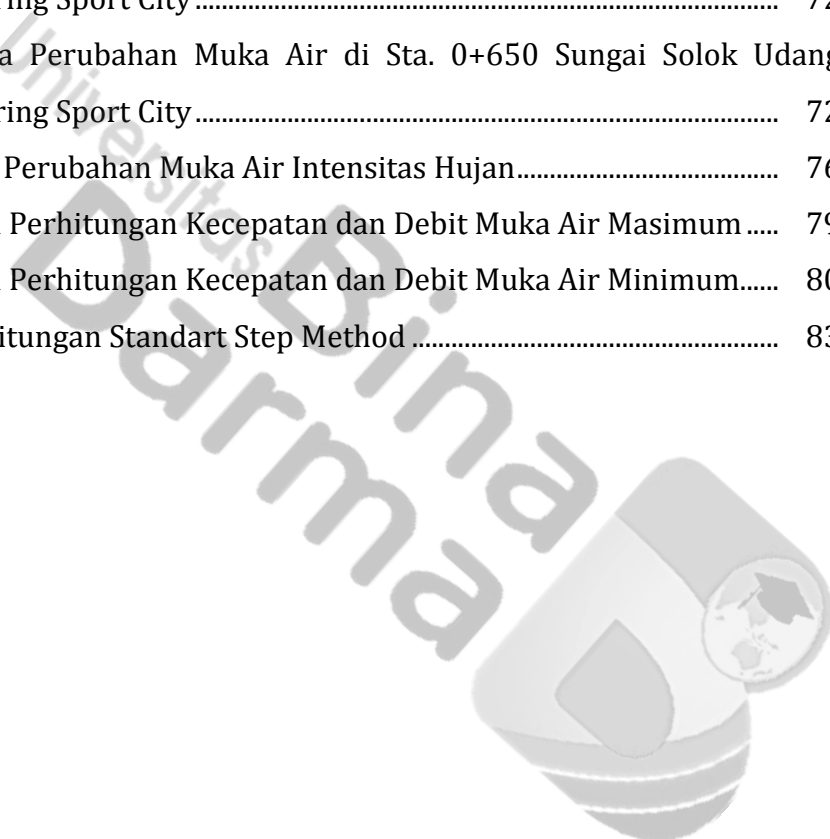 ring Sport City ........ 72
a Perubahan Muka Air di Sta. 0+650 Sungai Solok Udang
ring Sport City ........ 72
Perubahan Muka Air Intensitas Hujan ........ 76
Perhitungan Kecepatan dan Debit Muka Air Masimum ..... 79
Perhitungan Kecepatan dan Debit Muka Air Minimum...... 80
itungan Standart Step Method ........ 83
Universitas
Bina
Darma